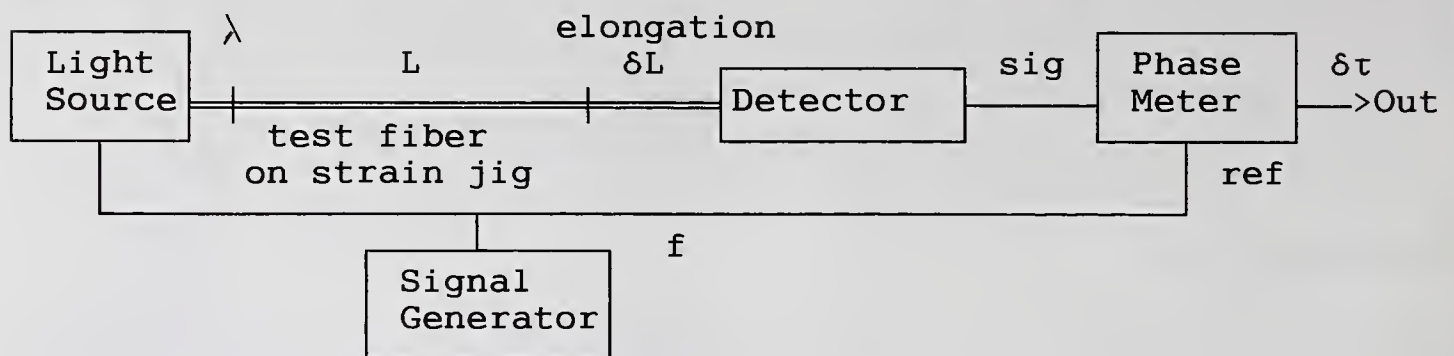 λ
elongation
Light
Source
L
δL
Detector
sig
Phase
Meter
δτ
>Out
test fiber
on strain jig
ref
f
Signal
Generator